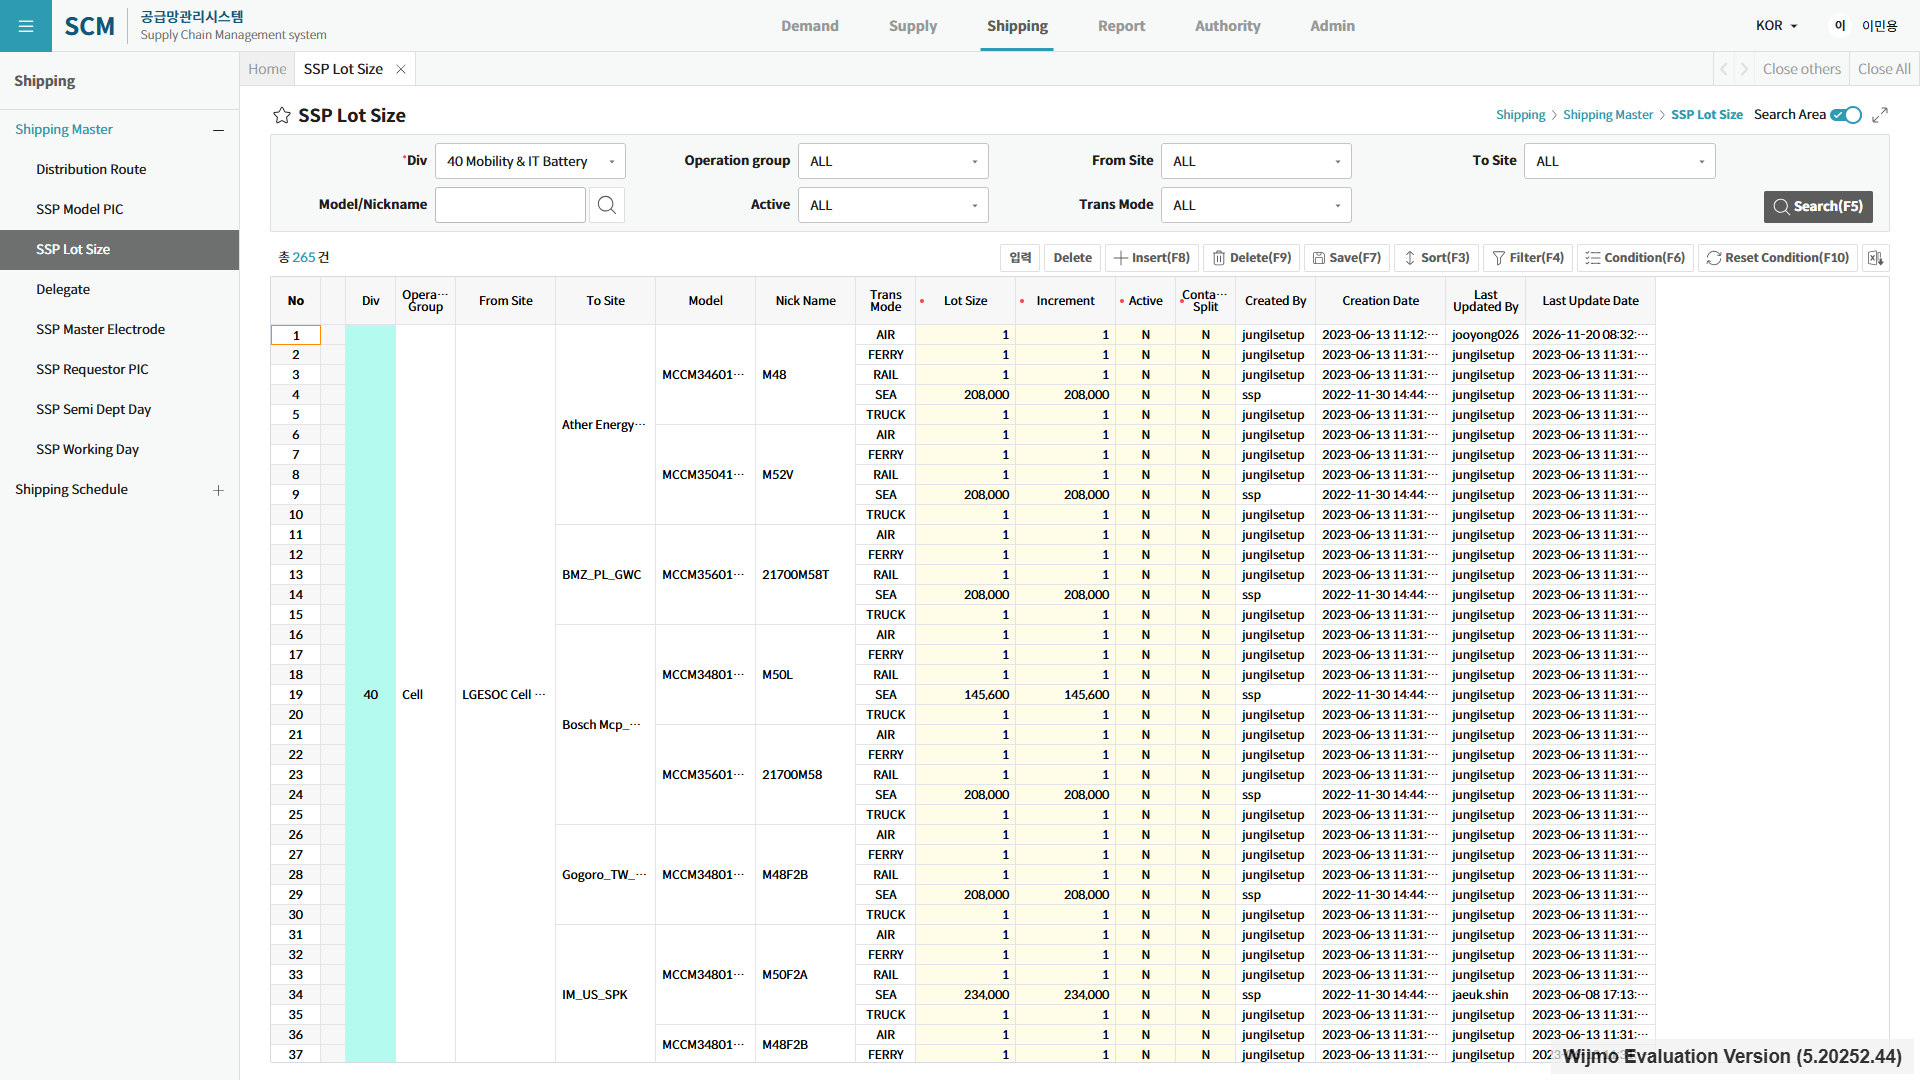 SCM
공급망관리시스템
Supply Chain Management system
Demand
Supply
Shipping
Report
Authority
Admin
KOR
이 이민용
Shipping
Home
SSP Lot Size
Close others
Close All
Shipping Master
Distribution Route
SSP Model PIC
SSP Lot Size
Delegate
SSP Master Electrode
SSP Requestor PIC
SSP Semi Dept Day
SSP Working Day
Shipping Schedule
SSP Lot Size
Shipping > Shipping Master > SSP Lot Size
Search Area
*Div 40 Mobility & IT Battery
Operation group ALL
From Site ALL
To Site ALL
Model/Nickname
Active ALL
Trans Mode ALL
Search(F5)
총 265 건
입력
Delete
Insert(F8)
Delete(F9)
Save(F7)
Sort(F3)
Filter(F4)
Condition(F6)
Reset Condition(F10)
No Div Opera··· Group From Site To Site Model Nick Name Trans Mode Lot Size Increment Active Conta··· Split Created By Creation Date Last Updated By Last Update Date
40 Cell LGESOC Cell ···
Ather Energy···
MCCM34601··· M48
1 AIR 1 1 N N jungilsetup 2023-06-13 11:12:··· jooyong026 2026-11-20 08:32:···
2 FERRY 1 1 N N jungilsetup 2023-06-13 11:31:··· jungilsetup 2023-06-13 11:31:···
3 RAIL 1 1 N N jungilsetup 2023-06-13 11:31:··· jungilsetup 2023-06-13 11:31:···
4 SEA 208,000 208,000 N N ssp 2022-11-30 14:44:··· jungilsetup 2023-06-13 11:31:···
5 TRUCK 1 1 N N jungilsetup 2023-06-13 11:31:··· jungilsetup 2023-06-13 11:31:···
MCCM35041··· M52V
6 AIR 1 1 N N jungilsetup 2023-06-13 11:31:··· jungilsetup 2023-06-13 11:31:···
7 FERRY 1 1 N N jungilsetup 2023-06-13 11:31:··· jungilsetup 2023-06-13 11:31:···
8 RAIL 1 1 N N jungilsetup 2023-06-13 11:31:··· jungilsetup 2023-06-13 11:31:···
9 SEA 208,000 208,000 N N ssp 2022-11-30 14:44:··· jungilsetup 2023-06-13 11:31:···
10 TRUCK 1 1 N N jungilsetup 2023-06-13 11:31:··· jungilsetup 2023-06-13 11:31:···
BMZ_PL_GWC MCCM35601··· 21700M58T
11 AIR 1 1 N N jungilsetup 2023-06-13 11:31:··· jungilsetup 2023-06-13 11:31:···
12 FERRY 1 1 N N jungilsetup 2023-06-13 11:31:··· jungilsetup 2023-06-13 11:31:···
13 RAIL 1 1 N N jungilsetup 2023-06-13 11:31:··· jungilsetup 2023-06-13 11:31:···
14 SEA 208,000 208,000 N N ssp 2022-11-30 14:44:··· jungilsetup 2023-06-13 11:31:···
15 TRUCK 1 1 N N jungilsetup 2023-06-13 11:31:··· jungilsetup 2023-06-13 11:31:···
Bosch Mcp_···
MCCM34801··· M50L
16 AIR 1 1 N N jungilsetup 2023-06-13 11:31:··· jungilsetup 2023-06-13 11:31:···
17 FERRY 1 1 N N jungilsetup 2023-06-13 11:31:··· jungilsetup 2023-06-13 11:31:···
18 RAIL 1 1 N N jungilsetup 2023-06-13 11:31:··· jungilsetup 2023-06-13 11:31:···
19 SEA 145,600 145,600 N N ssp 2022-11-30 14:44:··· jungilsetup 2023-06-13 11:31:···
20 TRUCK 1 1 N N jungilsetup 2023-06-13 11:31:··· jungilsetup 2023-06-13 11:31:···
MCCM35601··· 21700M58
21 AIR 1 1 N N jungilsetup 2023-06-13 11:31:··· jungilsetup 2023-06-13 11:31:···
22 FERRY 1 1 N N jungilsetup 2023-06-13 11:31:··· jungilsetup 2023-06-13 11:31:···
23 RAIL 1 1 N N jungilsetup 2023-06-13 11:31:··· jungilsetup 2023-06-13 11:31:···
24 SEA 208,000 208,000 N N ssp 2022-11-30 14:44:··· jungilsetup 2023-06-13 11:31:···
25 TRUCK 1 1 N N jungilsetup 2023-06-13 11:31:··· jungilsetup 2023-06-13 11:31:···
Gogoro_TW_··· MCCM34801··· M48F2B
26 AIR 1 1 N N jungilsetup 2023-06-13 11:31:··· jungilsetup 2023-06-13 11:31:···
27 FERRY 1 1 N N jungilsetup 2023-06-13 11:31:··· jungilsetup 2023-06-13 11:31:···
28 RAIL 1 1 N N jungilsetup 2023-06-13 11:31:··· jungilsetup 2023-06-13 11:31:···
29 SEA 208,000 208,000 N N ssp 2022-11-30 14:44:··· jungilsetup 2023-06-13 11:31:···
30 TRUCK 1 1 N N jungilsetup 2023-06-13 11:31:··· jungilsetup 2023-06-13 11:31:···
IM_US_SPK
MCCM34801··· M50F2A
31 AIR 1 1 N N jungilsetup 2023-06-13 11:31:··· jungilsetup 2023-06-13 11:31:···
32 FERRY 1 1 N N jungilsetup 2023-06-13 11:31:··· jungilsetup 2023-06-13 11:31:···
33 RAIL 1 1 N N jungilsetup 2023-06-13 11:31:··· jungilsetup 2023-06-13 11:31:···
34 SEA 234,000 234,000 N N ssp 2022-11-30 14:44:··· jaeuk.shin 2023-06-08 17:13:···
35 TRUCK 1 1 N N jungilsetup 2023-06-13 11:31:··· jungilsetup 2023-06-13 11:31:···
MCCM34801··· M48F2B
36 AIR 1 1 N N jungilsetup 2023-06-13 11:31:··· jungilsetup 2023-06-13 11:31:···
37 FERRY 1 1 N N jungilsetup 2023-06-13 11:31:··· jungilsetup
Wijmo Evaluation Version (5.20252.44)